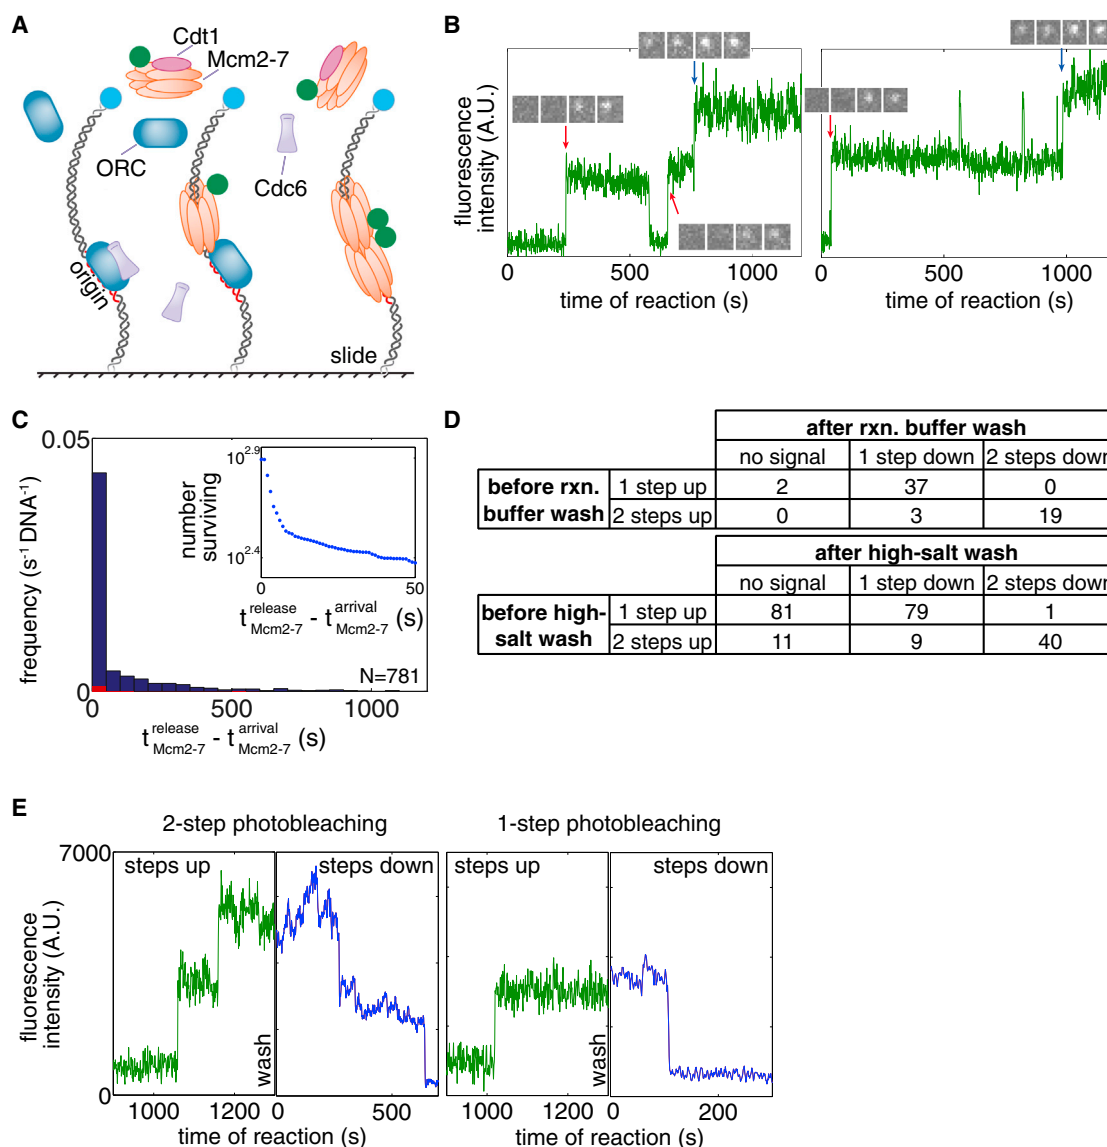 A
Cdt1
Mcm2-7
ORC
Cdc6
origin
slide
B
fluorescence
intensity (A.U.)
0 500 1000
time of reaction (s)
0 1000
time of reaction (s)
C
0.05
frequency (s-1 DNA-1)
0
0 500 1000
t release Mcm2-7 - t arrival Mcm2-7 (s)
N=781
number
surviving
10 2.9
10 2.4
0 50
t release Mcm2-7 - t arrival Mcm2-7 (s)
D
after rxn. buffer wash
no signal 1 step down 2 steps down
before rxn. 1 step up 2 37 0
buffer wash 2 steps up 0 3 19
after high-salt wash
no signal 1 step down 2 steps down
before high- 1 step up 81 79 1
salt wash 2 steps up 11 9 40
E
2-step photobleaching
1-step photobleaching
7000
fluorescence
intensity (A.U.)
0
steps up
wash
steps down
1000 1200 0 500
time of reaction (s)
steps up
wash
steps down
1000 1200 0 200
time of reaction (s)